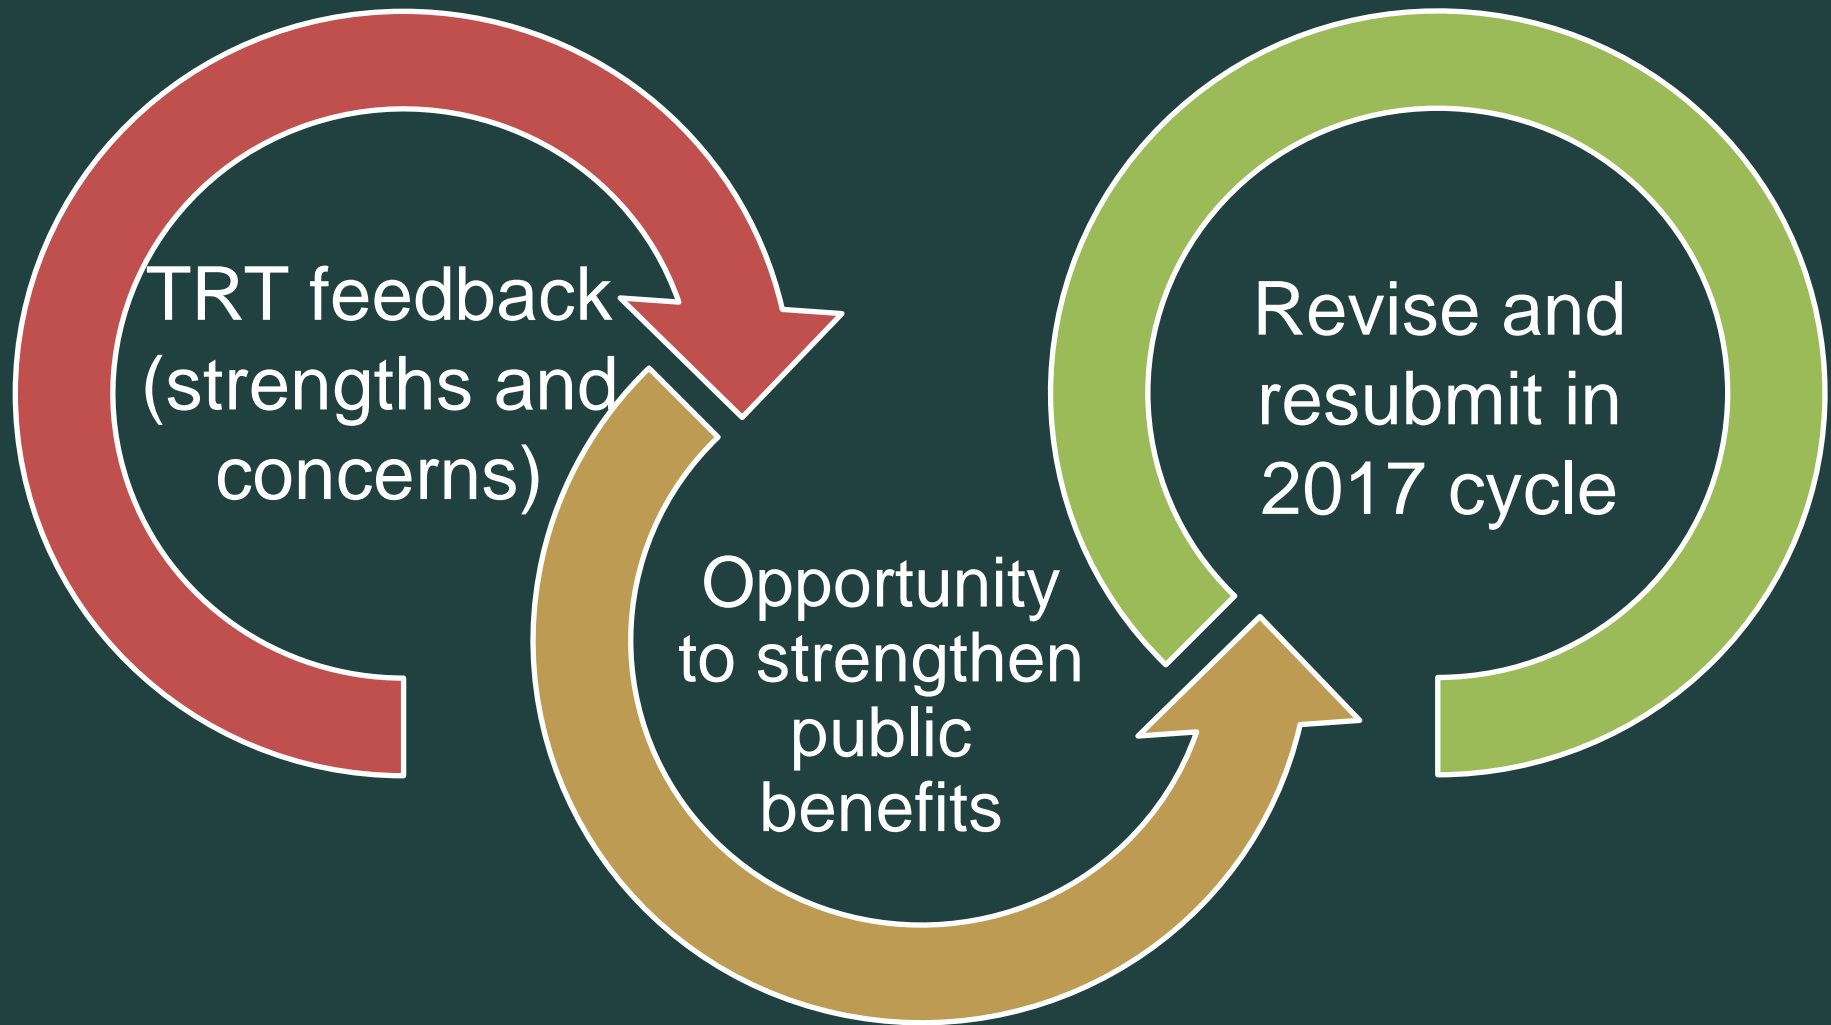 TRT feedback
(strengths and
concerns)
Opportunity
to strengthen
public
benefits
Revise and
resubmit in
2017 cycle